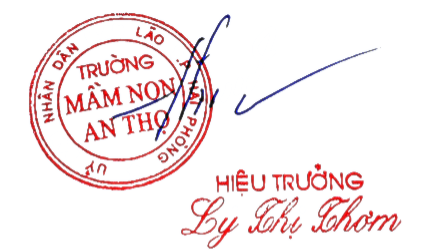 UỶ NHÂN DÂN LÃO HẢI PHÒNG
TRƯỜNG
MẦM NON
AN THỌ
HIỆU TRƯỞNG
Ly Thị Thơm